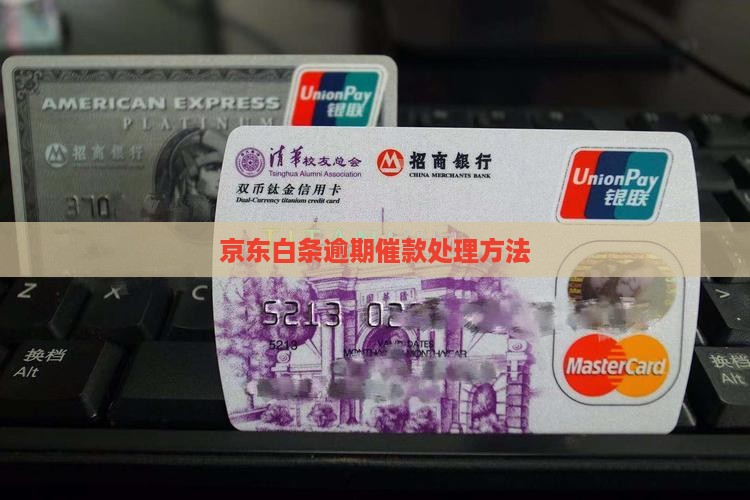 AMERICAN EXPRESS
PLATINUM
招商银行
370
UnionPay
银联
清华校友总会
Tsinghua Alumni Association
招商银行
CHINA MERCHANTS BANK
双币钛金信用卡
Dual-Currency titanium credit card
UnionPay
银联
京东白条逾期催款处理方法
5213 02
5213
MasterCard
Z
X
C
换档
Alt
换档
Alt